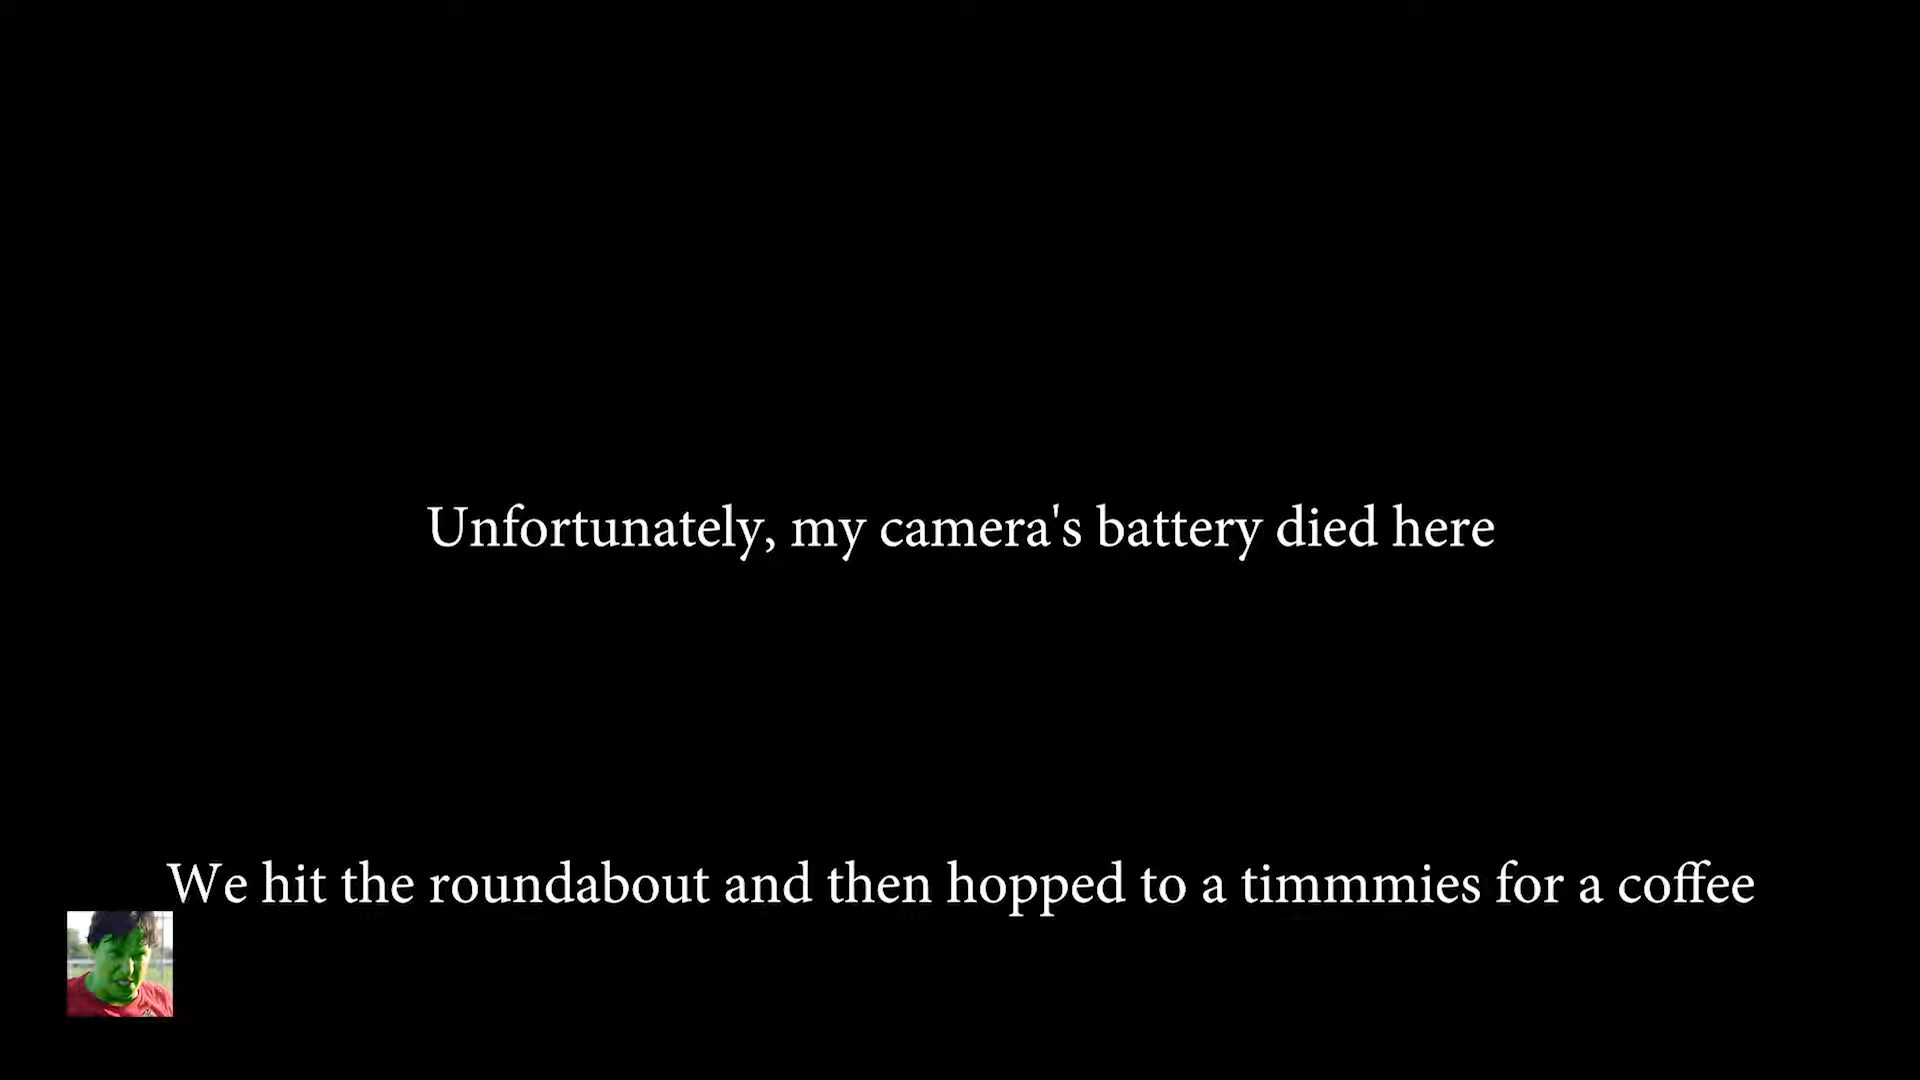 Unfortunately, my camera's battery died here
We hit the roundabout and then hopped to a timmmies for a coffee